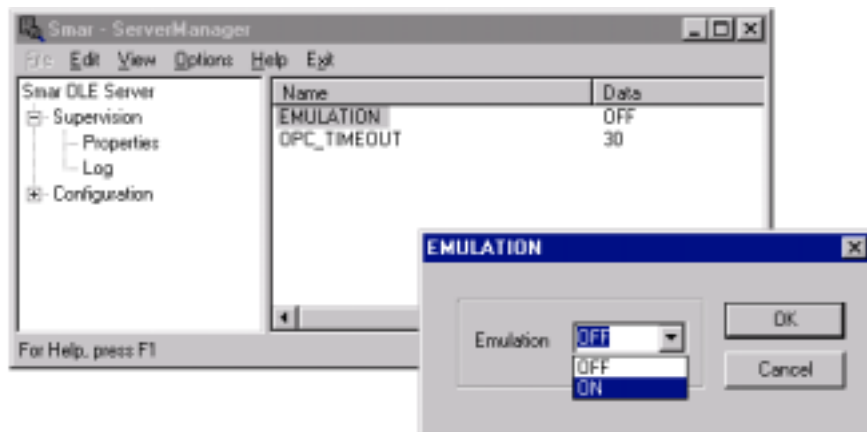 Smar - ServerManager
File Edit View Options Help Exit
Smar OLE Server
Supervision
Properties
Log
Configuration
Name Data
EMULATION OFF
OPC_TIMEOUT 30
For Help, press F1
EMULATION
Emulation OFF
OFF
ON
OK
Cancel